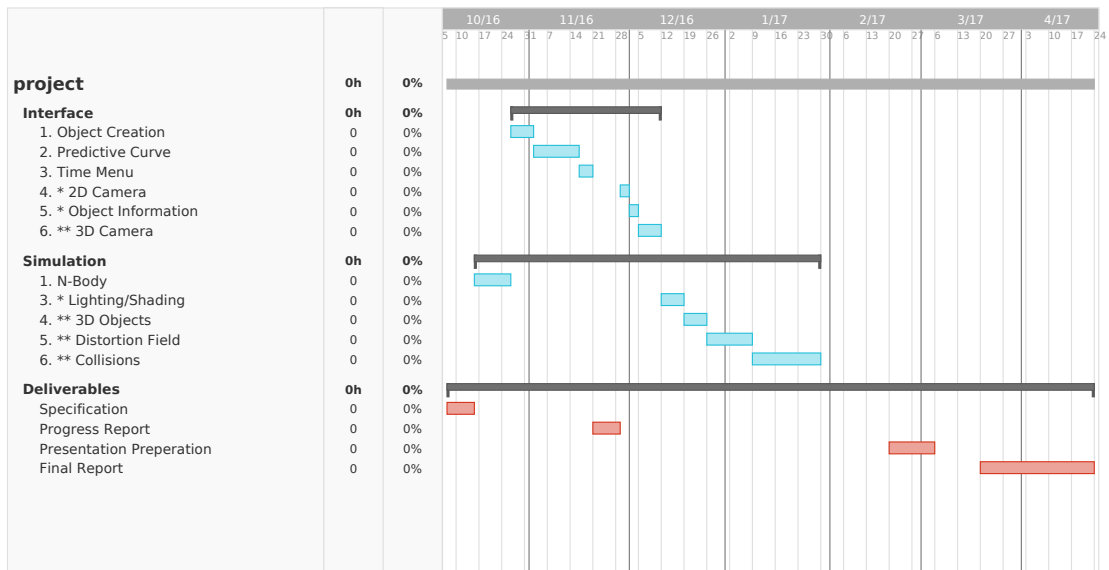 10/16 11/16 12/16 1/17 2/17 3/17 4/17
5 10 17 24 31 7 14 21 28 5 12 19 26 2 9 16 23 30 6 13 20 27 6 13 20 27 3 10 17 24
project 0h 0%
Interface 0h 0%
1. Object Creation 0 0%
2. Predictive Curve 0 0%
3. Time Menu 0 0%
4. * 2D Camera 0 0%
5. * Object Information 0 0%
6. ** 3D Camera 0 0%
Simulation 0h 0%
1. N-Body 0 0%
3. * Lighting/Shading 0 0%
4. ** 3D Objects 0 0%
5. ** Distortion Field 0 0%
6. ** Collisions 0 0%
Deliverables 0h 0%
Specification 0 0%
Progress Report 0 0%
Presentation Preperation 0 0%
Final Report 0 0%